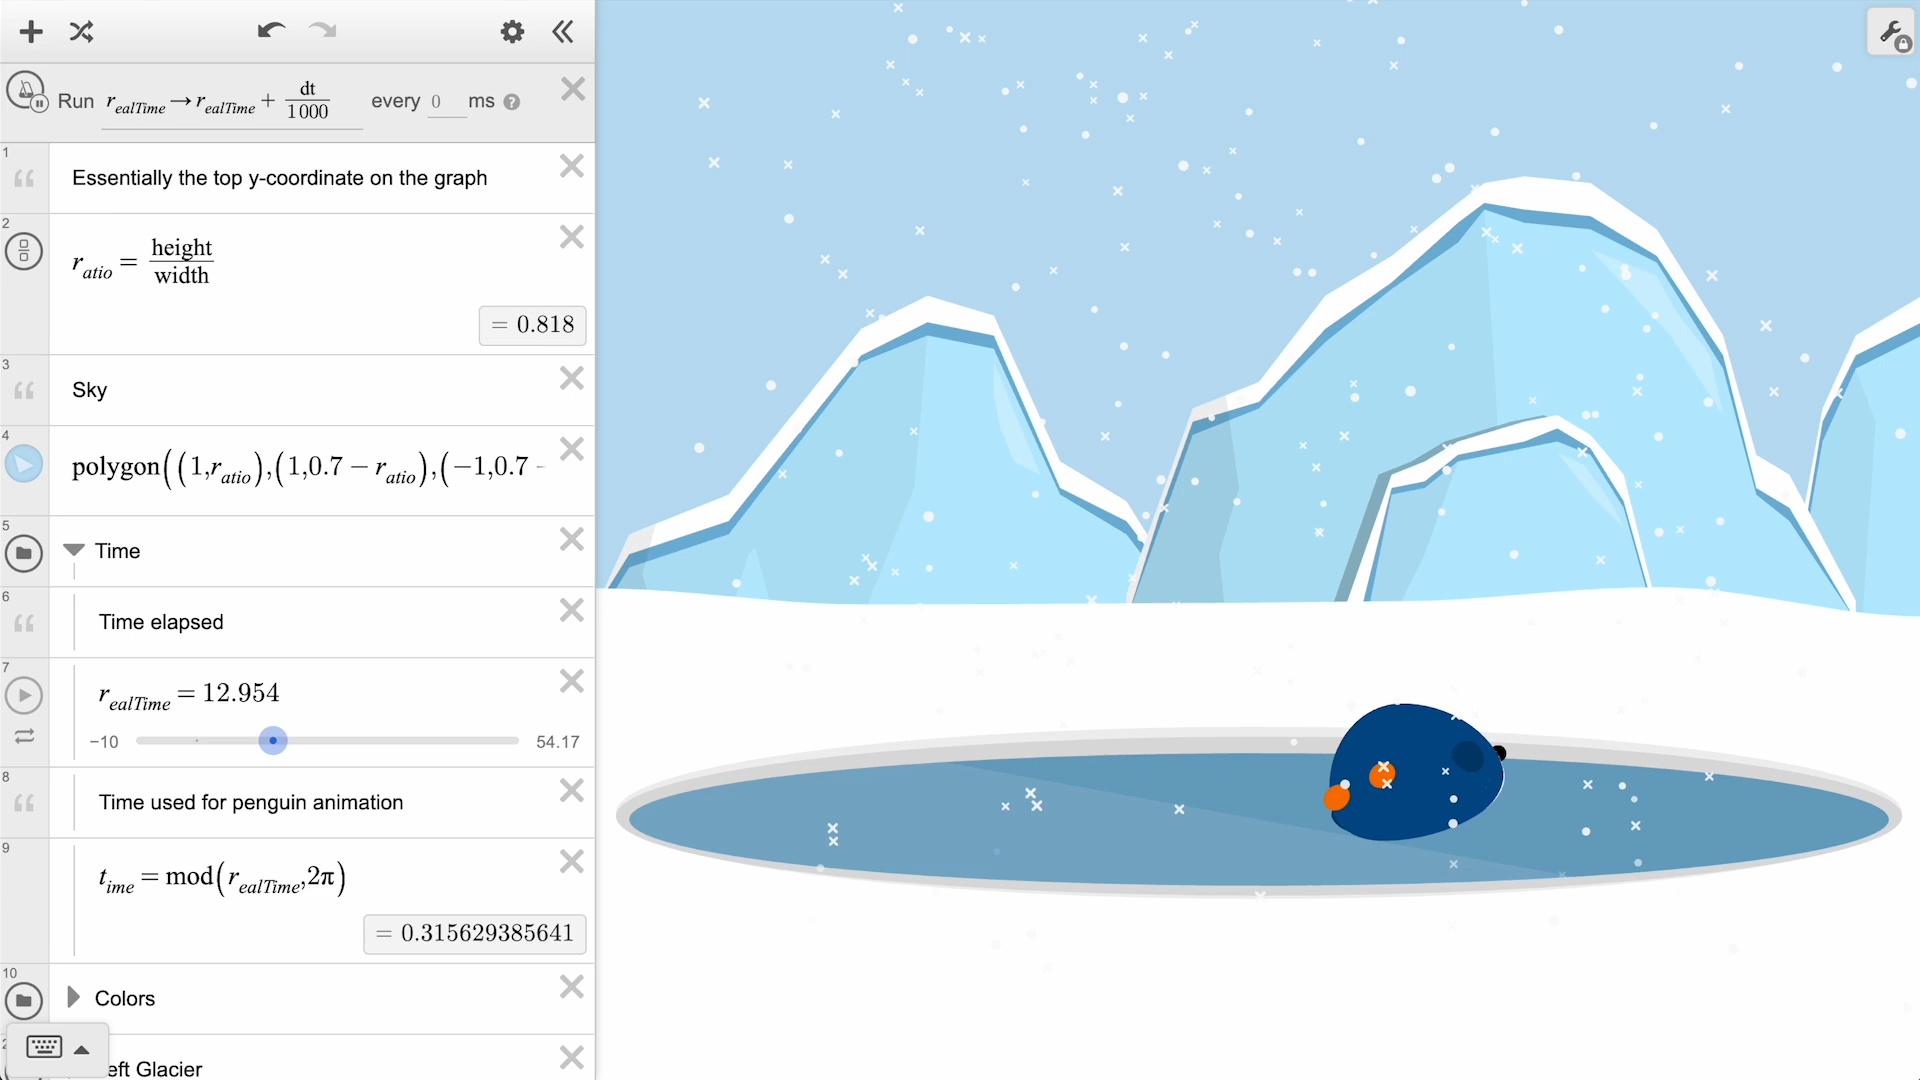 Run r_ealTime → r_ealTime + dt/1000 every 0 ms ?
1
Essentially the top y-coordinate on the graph
2
r_atio = height/width
= 0.818
3
Sky
4
polygon((1,r_atio),(1,0.7 − r_atio),(−1,0.7 -
5
Time
6
Time elapsed
7
r_ealTime = 12.954
−10 54.17
8
Time used for penguin animation
9
t_ime = mod(r_ealTime,2π)
= 0.315629385641
10
Colors
2
eft Glacier